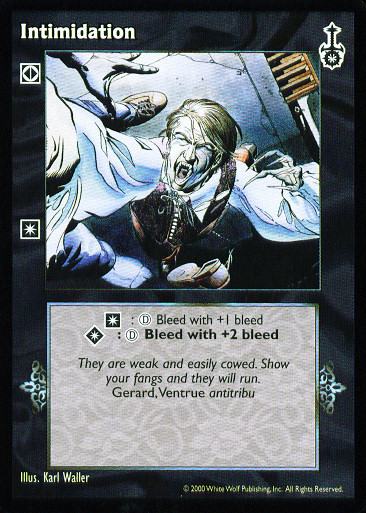 Intimidation
: D Bleed with +1 bleed
: D Bleed with +2 bleed
They are weak and easily cowed. Show
your fangs and they will run.
Gerard, Ventrue antitribu
Illus. Karl Waller
© 2000 White Wolf Publishing, Inc. All Rights Reserved.